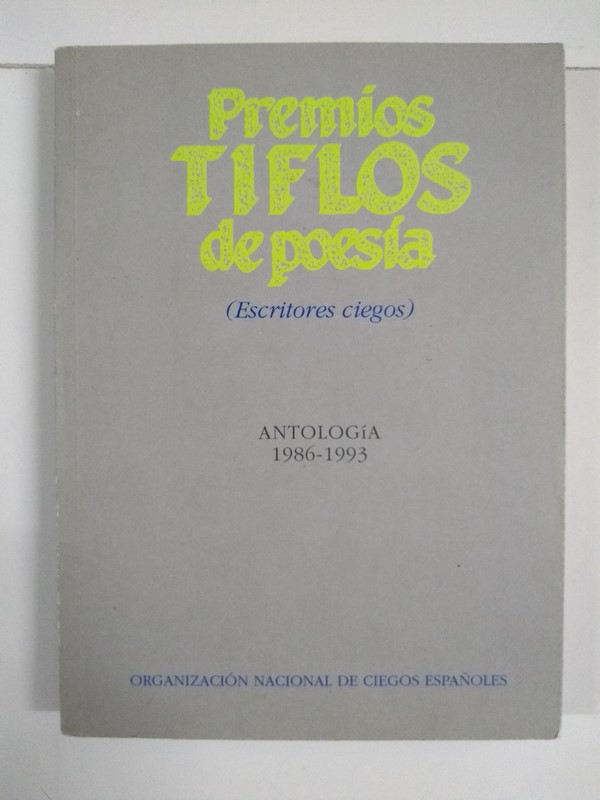 Premios
TIFLOS
de poesía
(Escritores ciegos)
ANTOLOGíA
1986-1993
ORGANIZACIÓN NACIONAL DE CIEGOS ESPAÑOLES